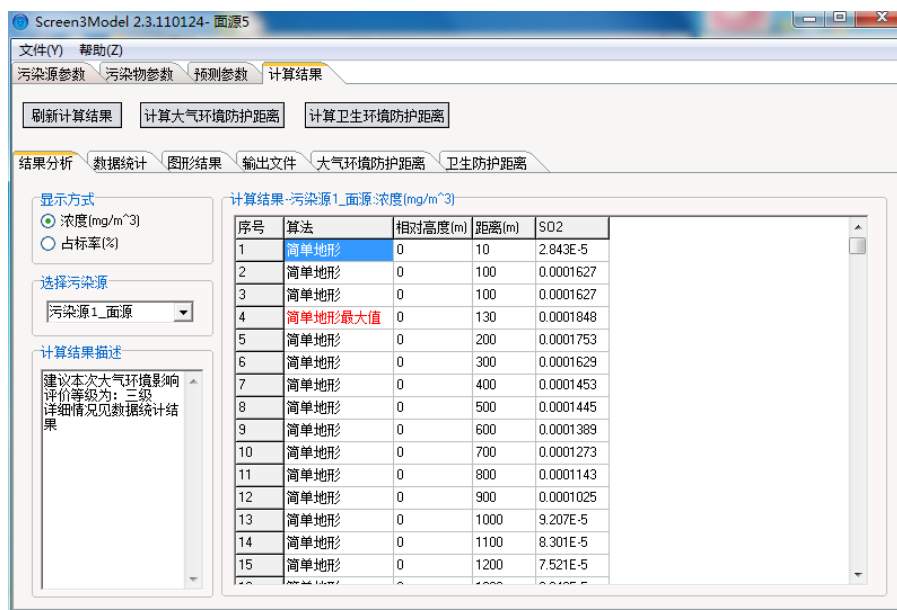 Screen3Model 2.3.110124- 面源5
文件(Y) 帮助(Z)
污染源参数 污染物参数 预测参数 计算结果
刷新计算结果 计算大气环境防护距离 计算卫生环境防护距离
结果分析 数据统计 图形结果 输出文件 大气环境防护距离 卫生防护距离
显示方式
浓度(mg/m^3)
占标率(%)
选择污染源
污染源1_面源
计算结果描述
建议本次大气环境影响
评价等级为：三级
详细情况见数据统计结
果
计算结果-污染源1_面源:浓度(mg/m^3)
序号 算法 相对高度(m) 距离(m) SO2
1 简单地形 0 10 2.843E-5
2 简单地形 0 100 0.0001627
3 简单地形 0 100 0.0001627
4 简单地形最大值 0 130 0.0001848
5 简单地形 0 200 0.0001753
6 简单地形 0 300 0.0001629
7 简单地形 0 400 0.0001453
8 简单地形 0 500 0.0001445
9 简单地形 0 600 0.0001389
10 简单地形 0 700 0.0001273
11 简单地形 0 800 0.0001143
12 简单地形 0 900 0.0001025
13 简单地形 0 1000 9.207E-5
14 简单地形 0 1100 8.301E-5
15 简单地形 0 1200 7.521E-5